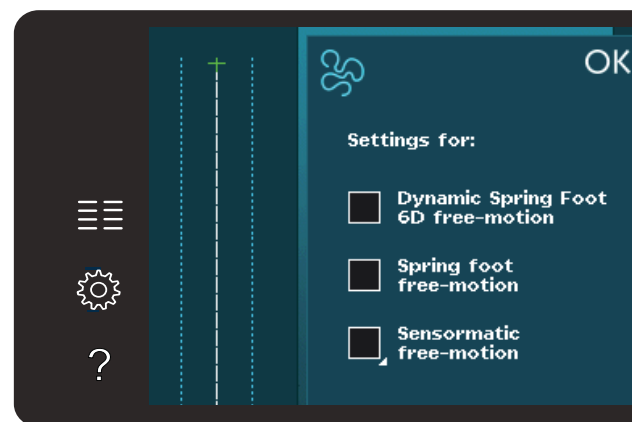 OK
Settings for:
Dynamic Spring Foot
6D free-motion
Spring foot
free-motion
Sensormatic
free-motion
?